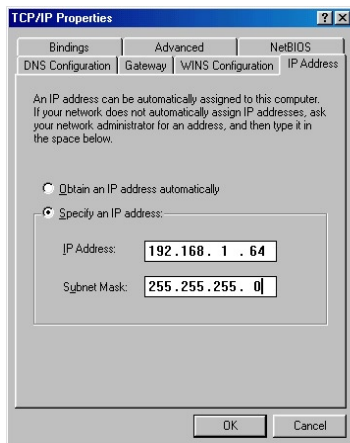 TCP/IP Properties
Bindings Advanced NetBIOS
DNS Configuration Gateway WINS Configuration IP Address
An IP address can be automatically assigned to this computer.
If your network does not automatically assign IP addresses, ask
your network administrator for an address, and then type it in
the space below.
Obtain an IP address automatically
Specify an IP address:
IP Address: 192.168. 1 .64
Subnet Mask: 255.255.255. 0
OK Cancel